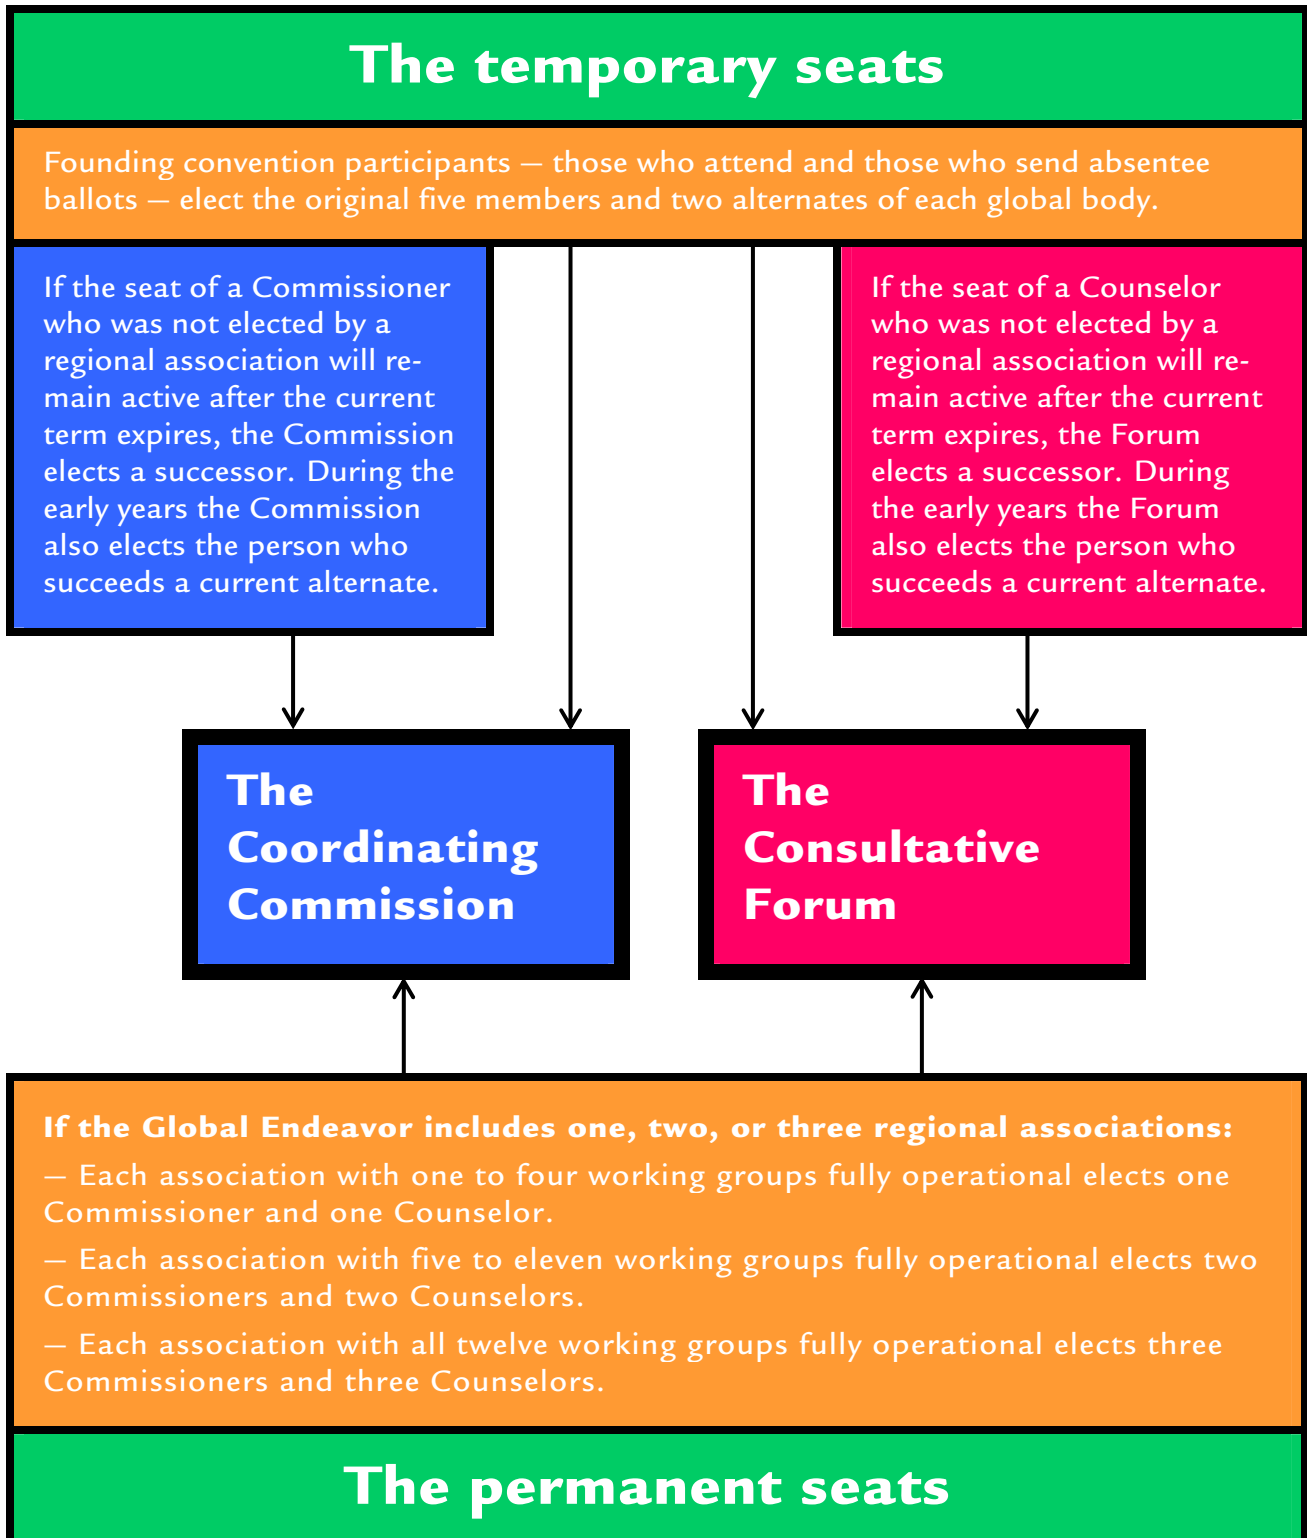 The temporary seats
Founding convention participants — those who attend and those who send absentee
ballots — elect the original five members and two alternates of each global body.
If the seat of a Commissioner
who was not elected by a
regional association will re-
main active after the current
term expires, the Commission
elects a successor. During the
early years the Commission
also elects the person who
succeeds a current alternate.
If the seat of a Counselor
who was not elected by a
regional association will re-
main active after the current
term expires, the Forum
elects a successor. During
the early years the Forum
also elects the person who
succeeds a current alternate.
The
Coordinating
Commission
The
Consultative
Forum
If the Global Endeavor includes one, two, or three regional associations:
— Each association with one to four working groups fully operational elects one
Commissioner and one Counselor.
— Each association with five to eleven working groups fully operational elects two
Commissioners and two Counselors.
— Each association with all twelve working groups fully operational elects three
Commissioners and three Counselors.
The permanent seats